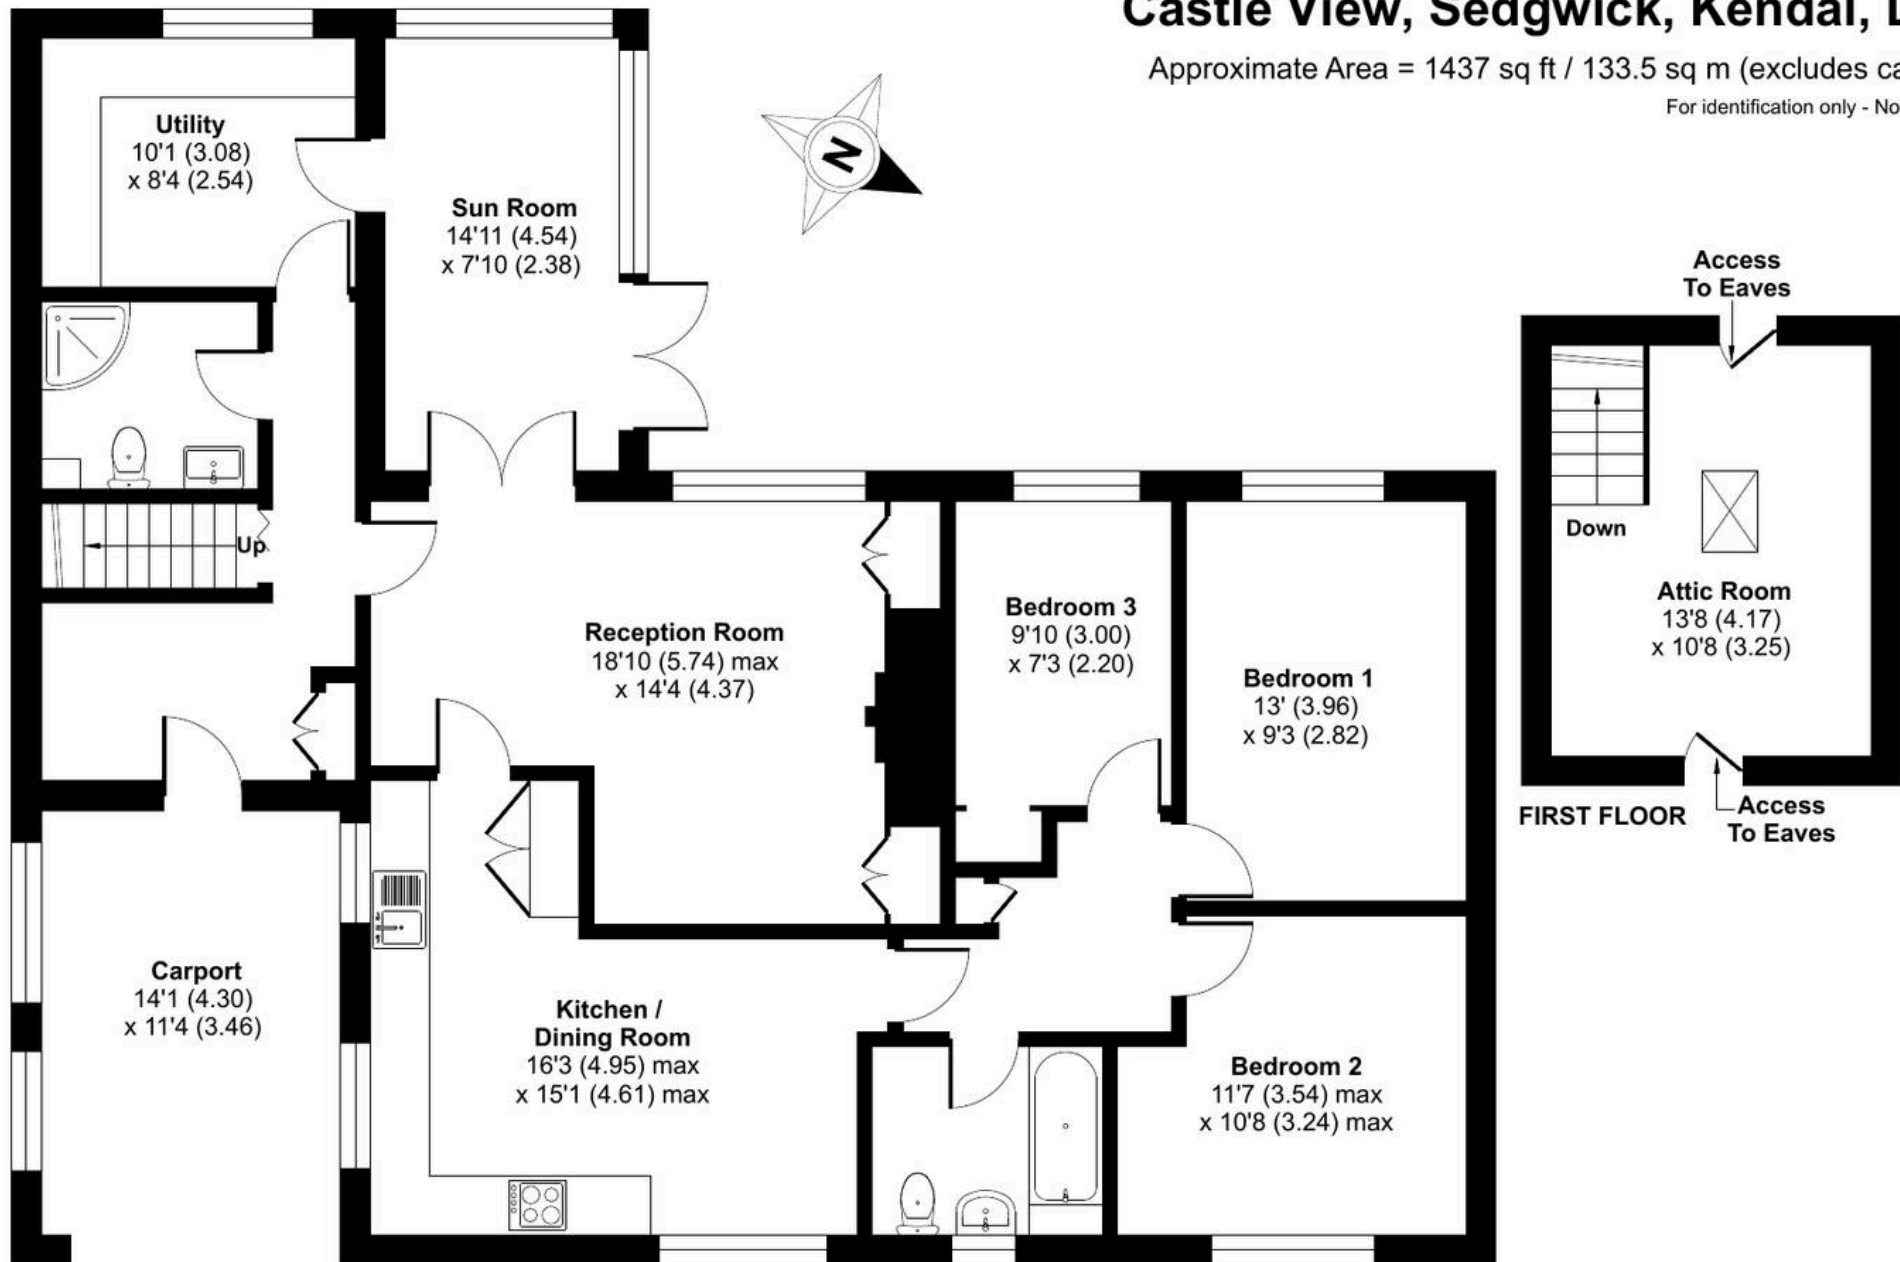 Castle View, Sedgwick, Kendal,
Approximate Area = 1437 sq ft / 133.5 sq m (excludes
For identification only -
Utility
10'1 (3.08)
x 8'4 (2.54)
Sun Room
14'11 (4.54)
x 7'10 (2.38)
N
Access
To Eaves
Up
Down
Reception Room
18'10 (5.74) max
x 14'4 (4.37)
Bedroom 3
9'10 (3.00)
x 7'3 (2.20)
Bedroom 1
13' (3.96)
x 9'3 (2.82)
Attic Room
13'8 (4.17)
x 10'8 (3.25)
FIRST FLOOR
Access
To Eaves
Carport
14'1 (4.30)
x 11'4 (3.46)
Kitchen /
Dining Room
16'3 (4.95) max
x 15'1 (4.61) max
Bedroom 2
11'7 (3.54) max
x 10'8 (3.24) max